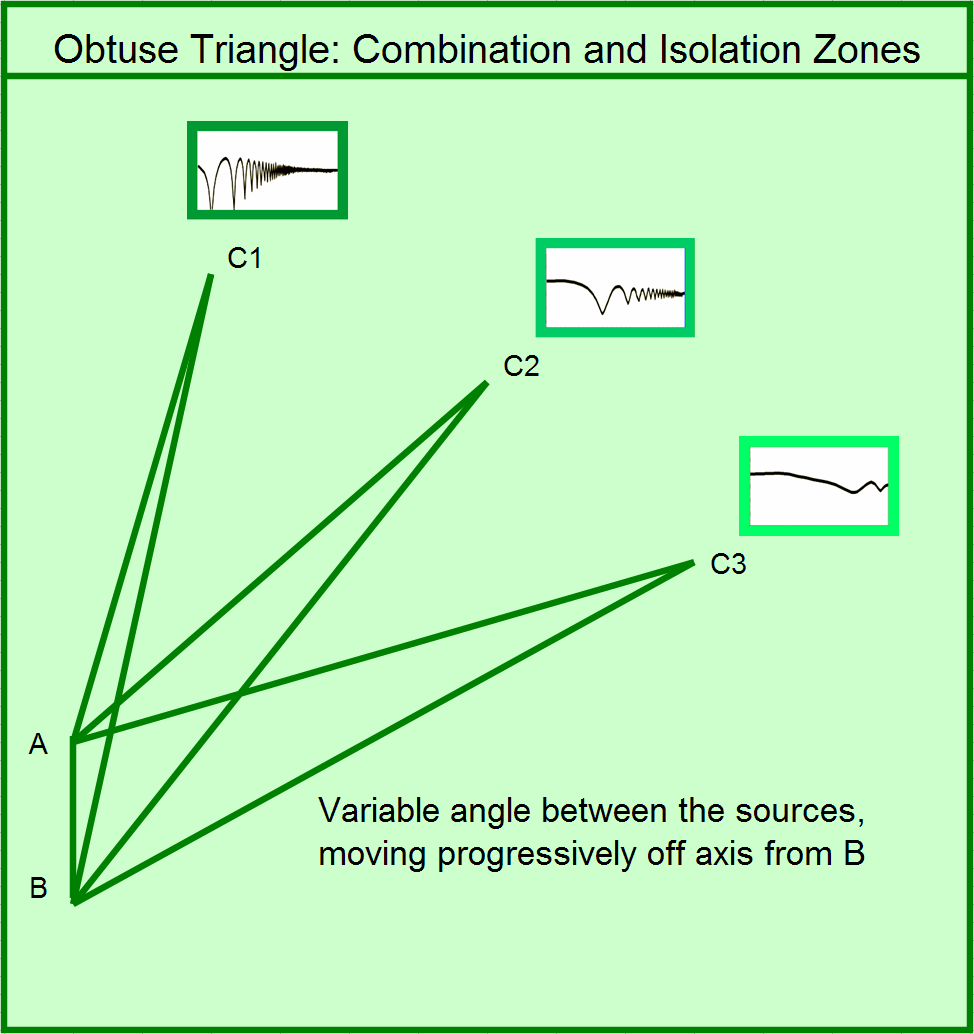 Obtuse Triangle: Combination and Isolation Zones
C1
C2
C3
A
Variable angle between the sources,
moving progressively off axis from B
B